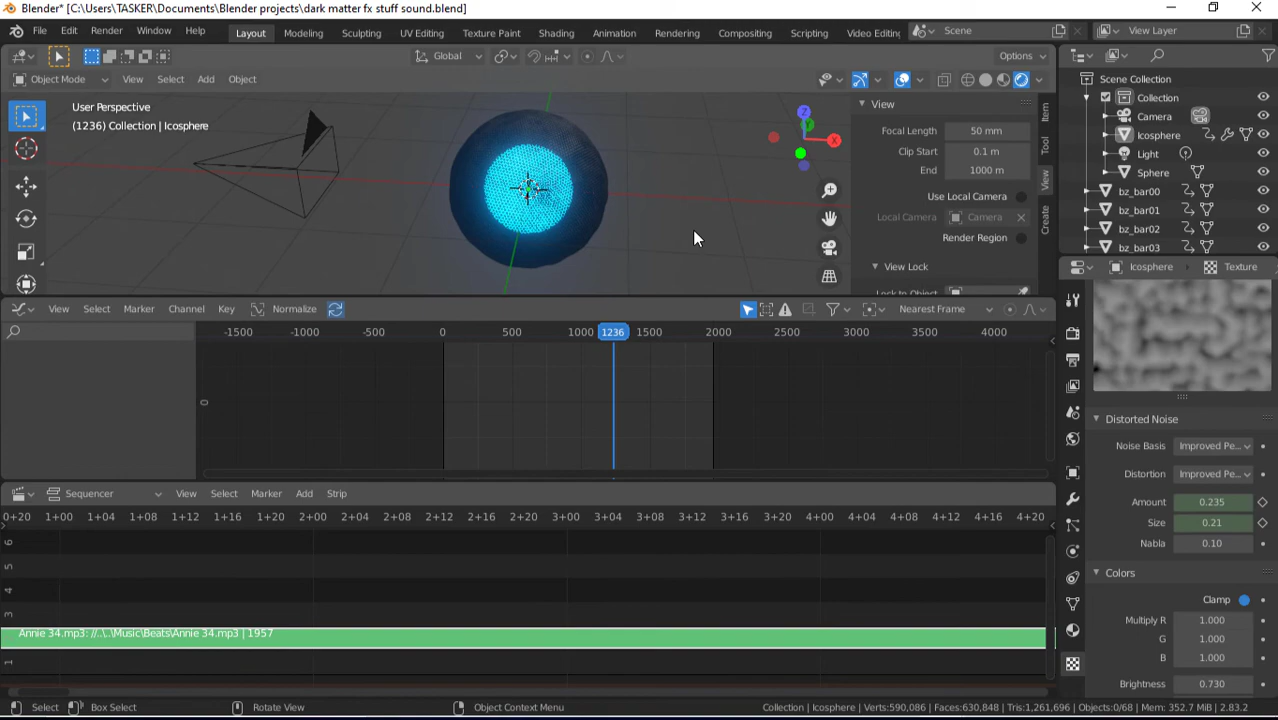 Blender* [C:\Users\TASKER\Documents\Blender projects\dark matter fx stuff sound.blend]
File Edit Render Window Help Layout Modeling Sculpting UV Editing Texture Paint Shading Animation Rendering Compositing Scripting Video Editing Scene View Layer
Global Options
Object Mode View Select Add Object
User Perspective
(1236) Collection | Icosphere
Z
Y
X
View
Focal Length 50 mm
Clip Start 0.1 m
End 1000 m
Use Local Camera
Local Camera Camera
Render Region
View Lock
Lock to Object
Item
Tool
View
Create
Scene Collection
Collection
Camera
Icosphere
Light
Sphere
bz_bar00
bz_bar01
bz_bar02
bz_bar03
View Select Marker Channel Key Normalize Nearest Frame
-1500 -1000 -500 0 500 1000 1236 1500 2000 2500 3000 3500 4000
0
Icosphere Texture
Distorted Noise
Noise Basis Improved Pe...
Distortion Improved Pe...
Amount 0.235
Size 0.21
Nabla 0.10
Colors
Clamp
Multiply R 1.000
G 1.000
B 1.000
Brightness 0.730
Sequencer View Select Marker Add Strip
0+20 1+00 1+04 1+08 1+12 1+16 1+20 2+00 2+04 2+08 2+12 2+16 2+20 3+00 3+04 3+08 3+12 3+16 3+20 4+00 4+04 4+08 4+12 4+16 4+20
6
5
4
3
Annie 34.mp3: //..\..\Music\Beats\Annie 34.mp3 | 1957
1
Select Box Select Rotate View Object Context Menu Collection | Icosphere | Verts:590,086 | Faces:630,848 | Tris:1,261,696 | Objects:0/68 | Mem: 352.7 MiB | 2.83.2